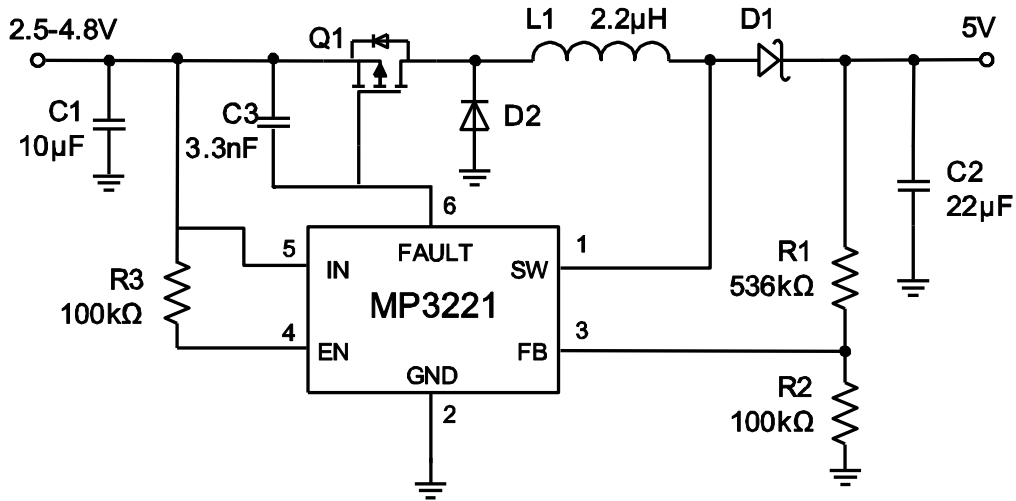 2.5-4.8V
Q1
L1
2.2µH
D1
5V
C1
10µF
C3
3.3nF
D2
C2
22µF
6
5
1
IN
FAULT
SW
R3
100kΩ
MP3221
R1
536kΩ
4
3
EN
FB
GND
2
R2
100kΩ